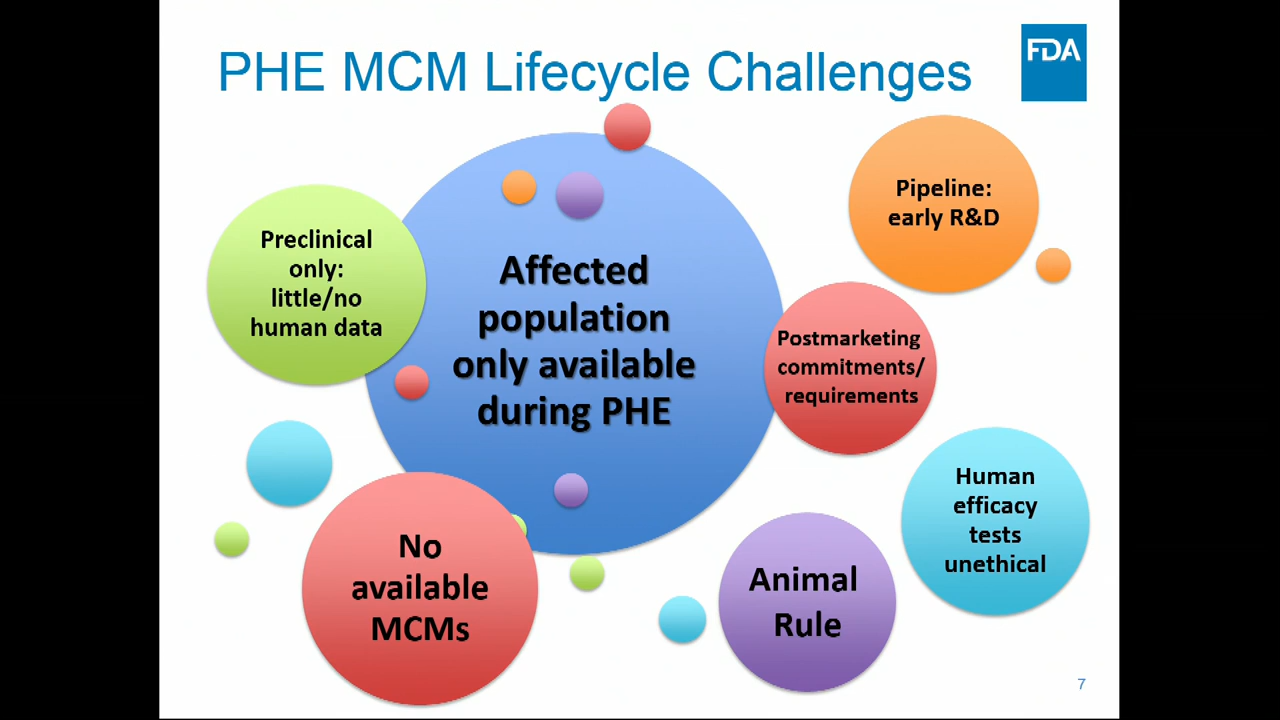 PHE MCM Lifecycle Challenges
FDA
Preclinical
only:
little/no
human data
Affected
population
only available
during PHE
Pipeline:
early R&D
Postmarketing
commitments/
requirements
Human
efficacy
tests
unethical
No
available
MCMs
Animal
Rule
7